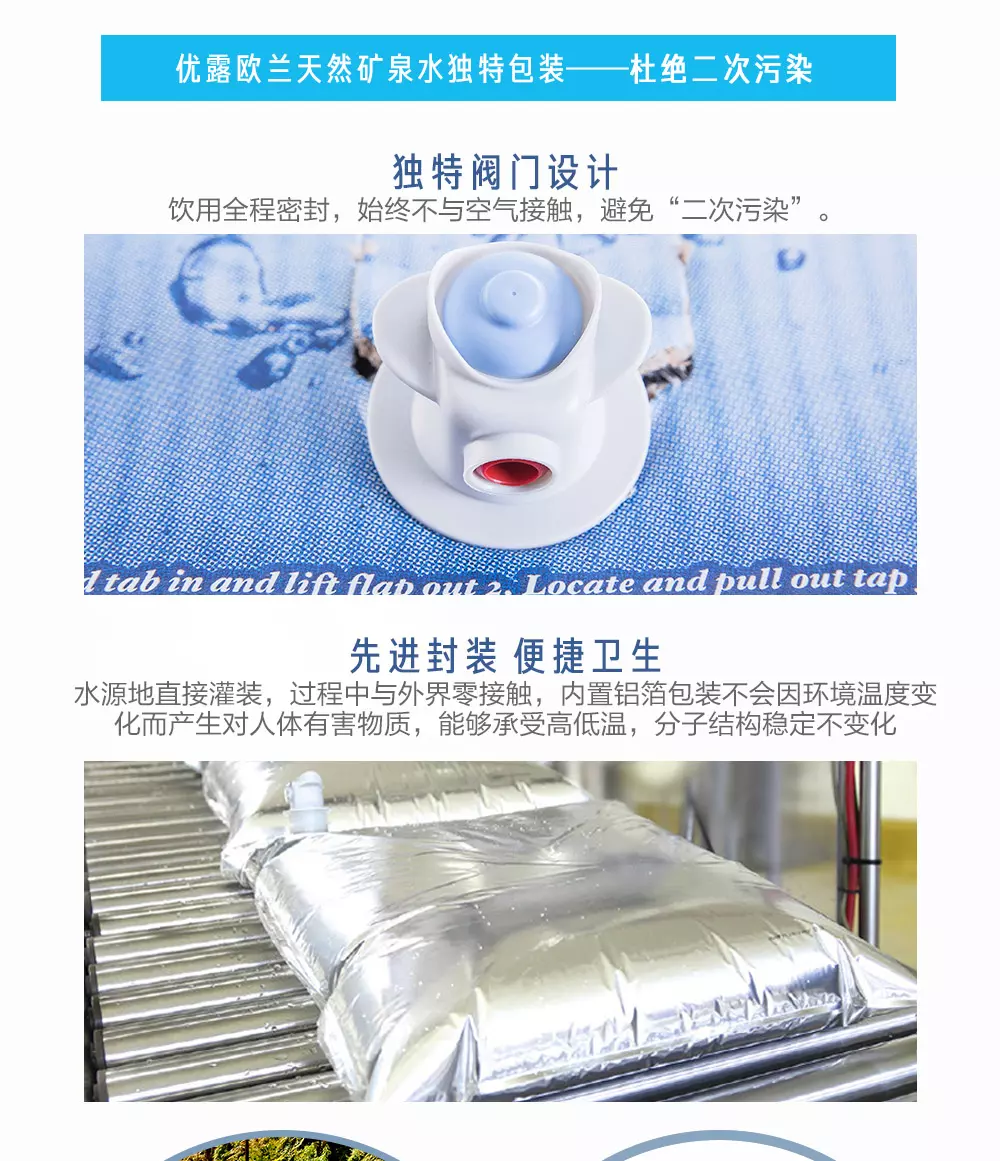 优露欧兰天然矿泉水独特包装——杜绝二次污染
独特阀门设计
饮用全程密封，始终不与空气接触，避免“二次污染”。
d tab in and lift flap out 2. Locate and pull out tap
先进封装 便捷卫生
水源地直接灌装，过程中与外界零接触，内置铝箔包装不会因环境温度变
化而产生对人体有害物质，能够承受高低温，分子结构稳定不变化